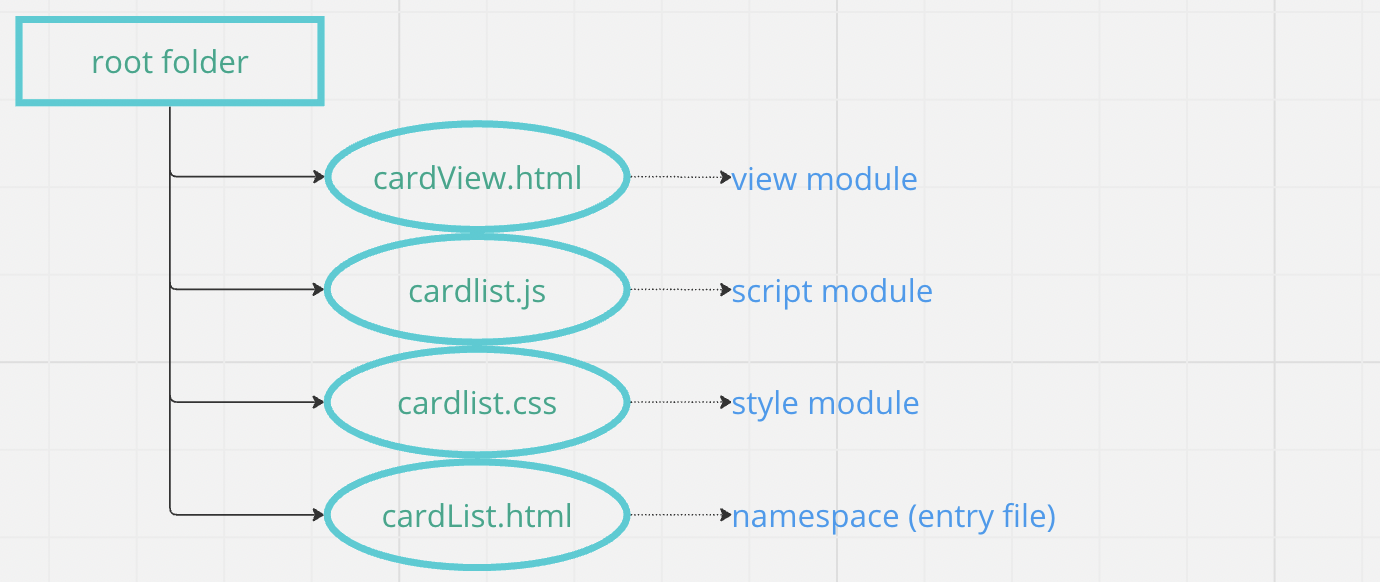 root folder
cardView.html
view module
cardlist.js
script module
cardlist.css
style module
cardList.html
namespace (entry file)